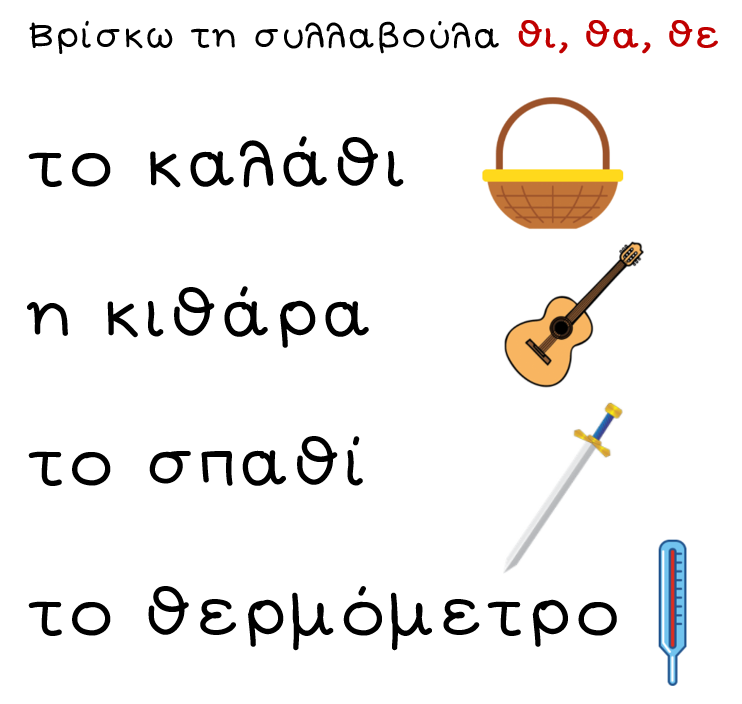 Βρίσκω τη συλλαβούλα θι, θα, θε
το καλάθι
η κιθάρα
το σπαθί
το θερμόμετρο